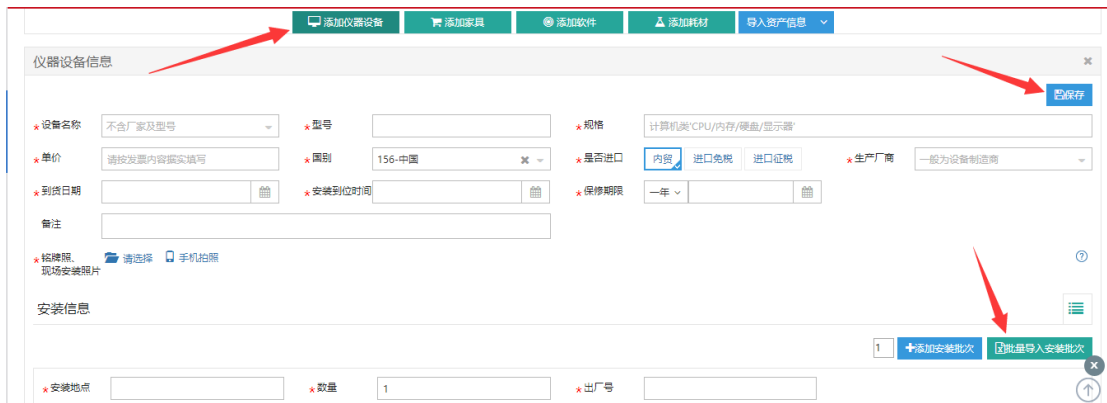 添加仪器设备 添加家具 添加软件 添加耗材 导入资产信息
仪器设备信息
保存
*设备名称 不含厂家及型号 *型号 *规格 计算机类'CPU/内存/硬盘/显示器'
*单价 请按发票内容据实填写 *国别 156-中国 *是否进口 内贸 进口免税 进口征税 *生产厂商 一般为设备制造商
*到货日期 *安装到位时间 *保修期限 一年
备注
*铭牌照、 请选择 手机拍照
现场安装照片
安装信息
1 添加安装批次 批量导入安装批次
*安装地点 *数量 1 *出厂号